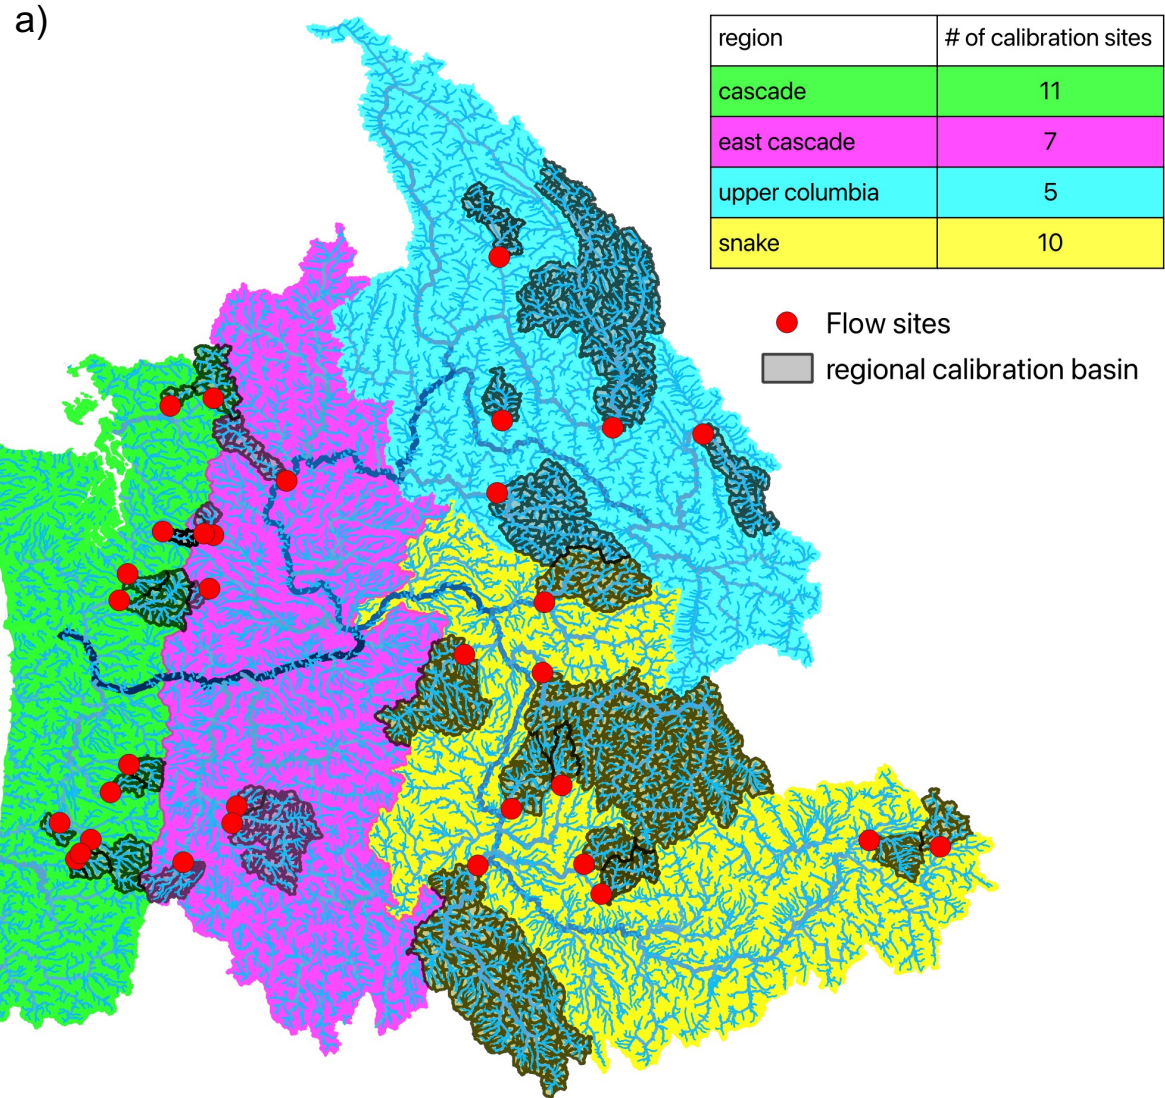 a)
region # of calibration sites
cascade 11
east cascade 7
upper columbia 5
snake 10
Flow sites
regional calibration basin